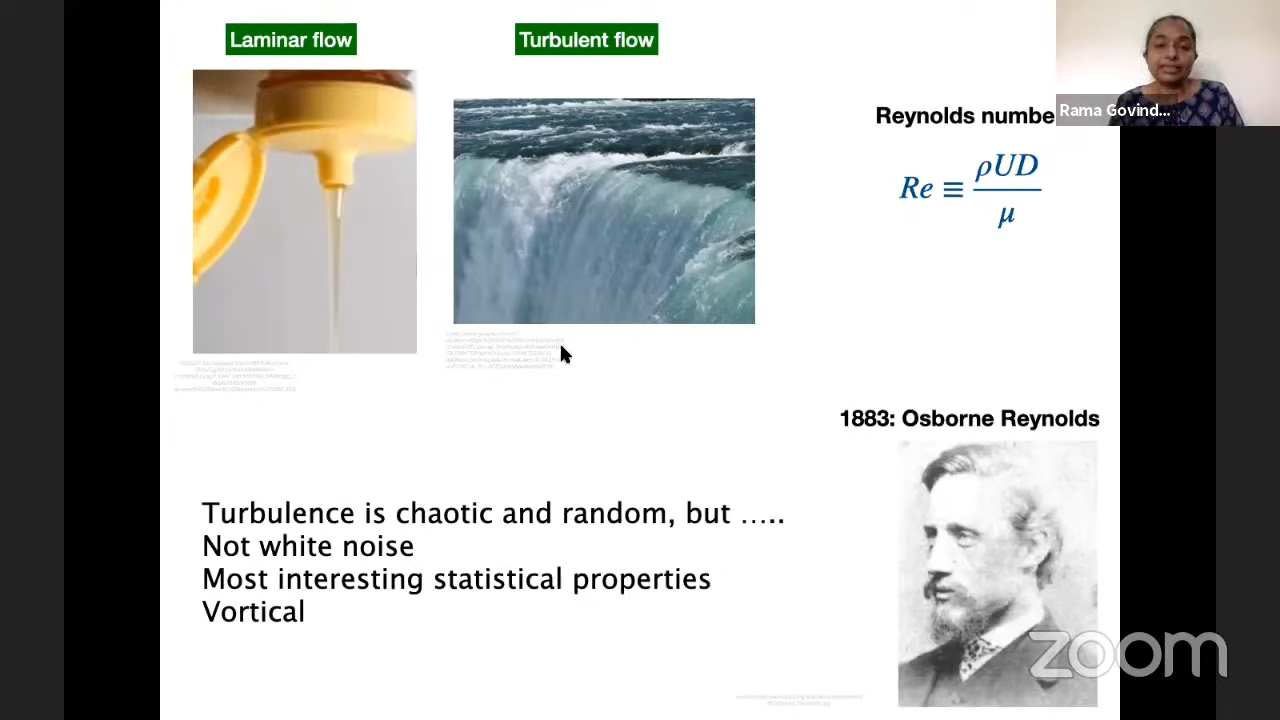 Laminar flow
Turbulent flow
Rama Govind...
Reynolds numbe
Re ≡ ρUD / μ
1883: Osborne Reynolds
Turbulence is chaotic and random, but …..
Not white noise
Most interesting statistical properties
Vortical
zoom